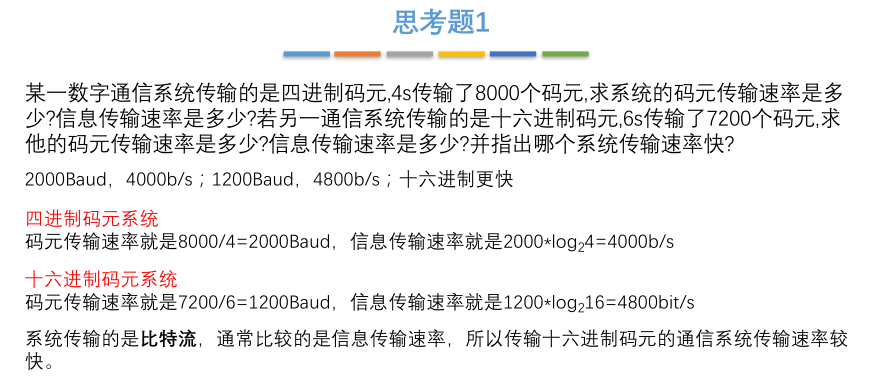 思考题1
某一数字通信系统传输的是四进制码元,4s传输了8000个码元,求系统的码元传输速率是多
少?信息传输速率是多少?若另一通信系统传输的是十六进制码元,6s传输了7200个码元,求
他的码元传输速率是多少?信息传输速率是多少?并指出哪个系统传输速率快?
2000Baud，4000b/s；1200Baud，4800b/s；十六进制更快
四进制码元系统
码元传输速率就是8000/4=2000Baud，信息传输速率就是2000*log₂4=4000b/s
十六进制码元系统
码元传输速率就是7200/6=1200Baud，信息传输速率就是1200*log₂16=4800bit/s
系统传输的是比特流，通常比较的是信息传输速率，所以传输十六进制码元的通信系统传输速率较
快。